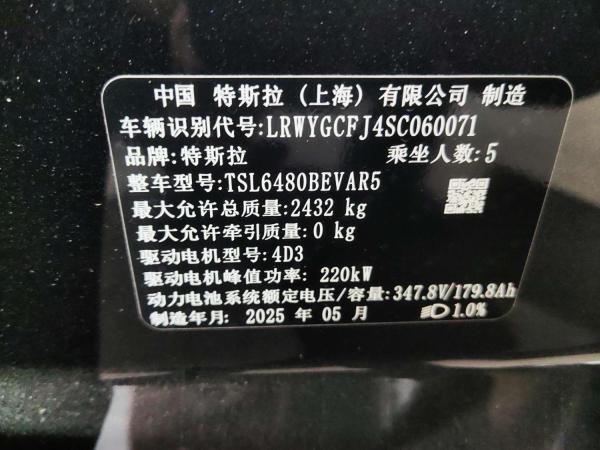 中国 特斯拉 (上海) 有限公司 制造
车辆识别代号:LRWYGCFJ4SC060071
品牌:特斯拉 乘坐人数:5
整车型号:TSL6480BEVAR5
最大允许总质量:2432 kg
最大允许牵引质量:0 kg
驱动电机型号:4D3
驱动电机峰值功率: 220kW
动力电池系统额定电压/容量:347.8V/179.8Ah
制造年月: 2025 年 05 月 1.0%